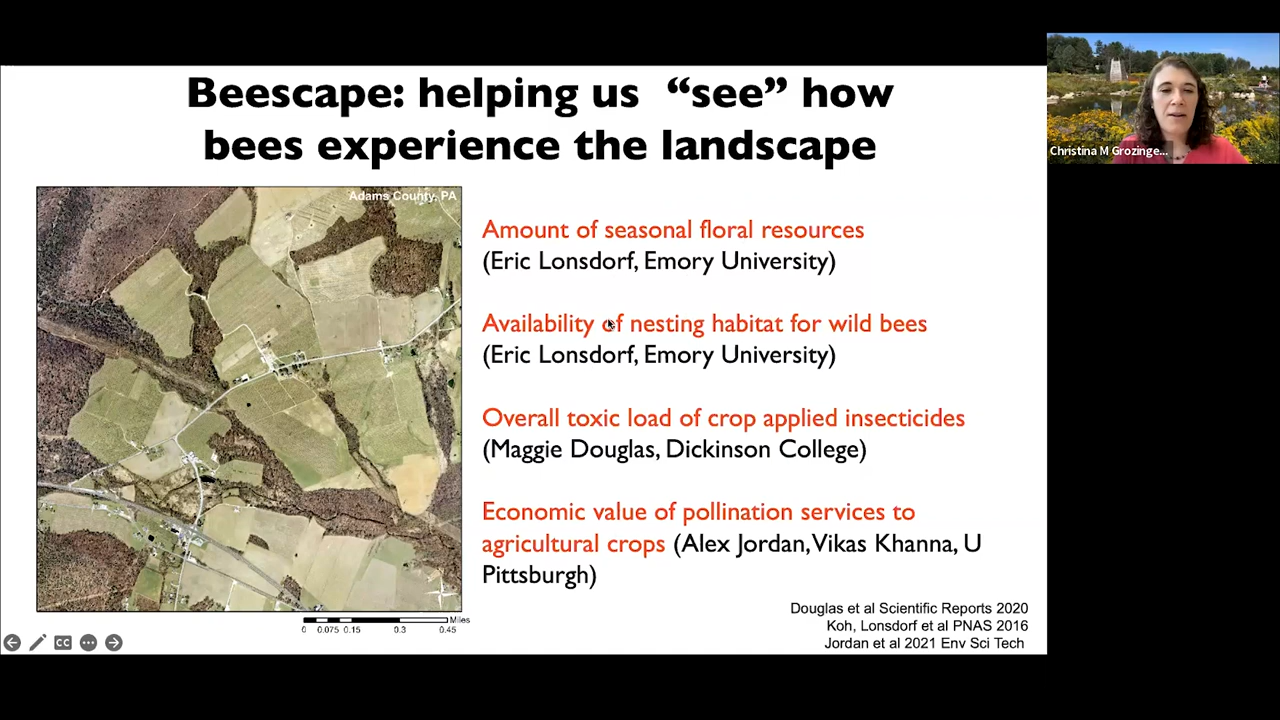 Beescape: helping us “see” how
bees experience the landscape
Christina M Grozinge...
Adams County, PA
Amount of seasonal floral resources
(Eric Lonsdorf, Emory University)
Availability of nesting habitat for wild bees
(Eric Lonsdorf, Emory University)
Overall toxic load of crop applied insecticides
(Maggie Douglas, Dickinson College)
Economic value of pollination services to
agricultural crops (Alex Jordan, Vikas Khanna, U
Pittsburgh)
Miles
0 0.075 0.15 0.3 0.45
Douglas et al Scientific Reports 2020
Koh, Lonsdorf et al PNAS 2016
Jordan et al 2021 Env Sci Tech
CC